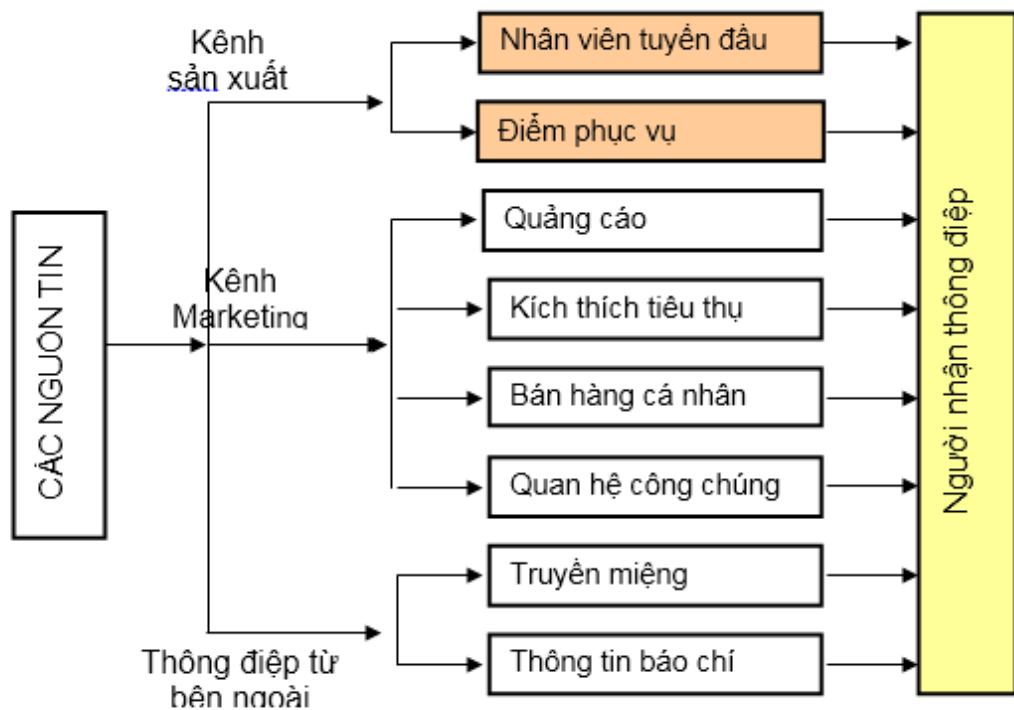 Kênh
sản xuất
Nhân viên tuyến đầu
Điểm phục vụ
CÁC NGUỒN TIN
Kênh
Marketing
Quảng cáo
Kích thích tiêu thụ
Bán hàng cá nhân
Quan hệ công chúng
Thông điệp từ
bên ngoài
Truyền miệng
Thông tin báo chí
Người nhận thông điệp